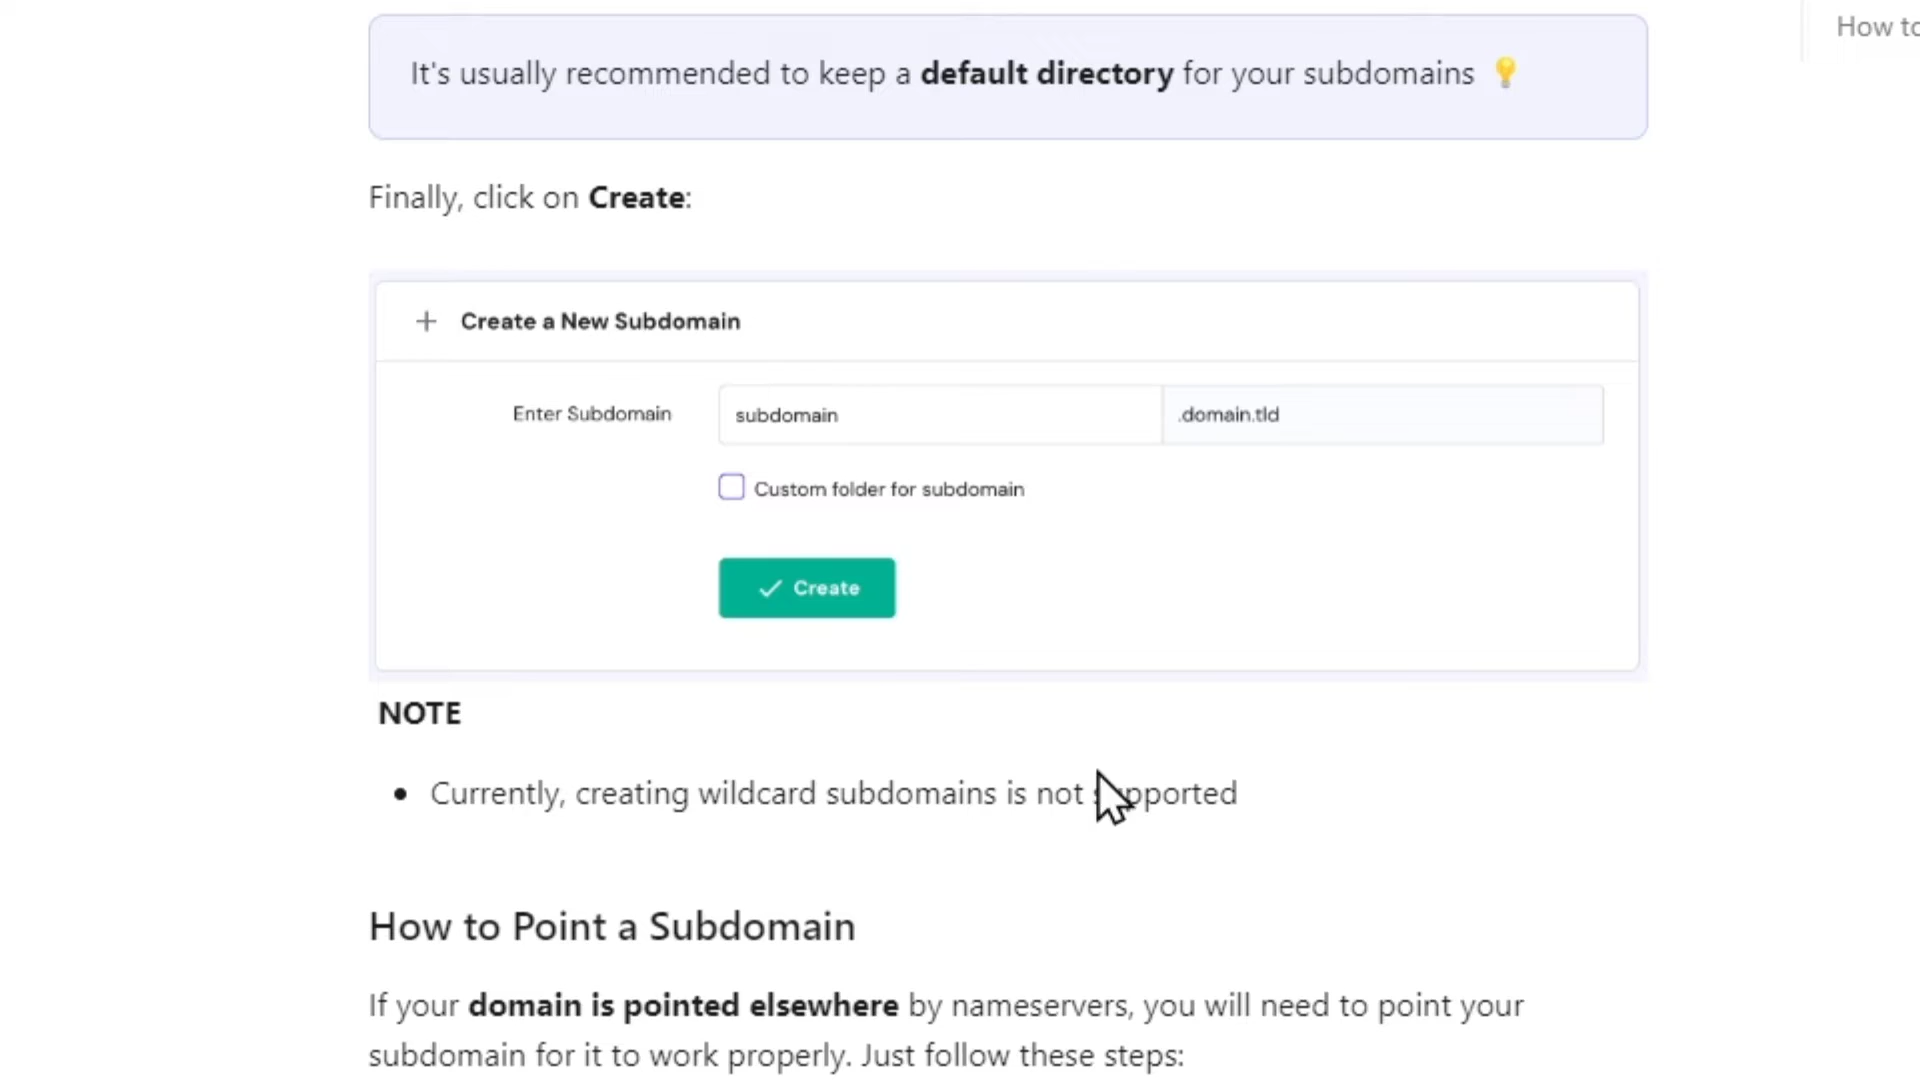 How to
It's usually recommended to keep a default directory for your subdomains 💡
Finally, click on Create:
+ Create a New Subdomain
Enter Subdomain subdomain .domain.tld
Custom folder for subdomain
✓ Create
NOTE
• Currently, creating wildcard subdomains is not supported
How to Point a Subdomain
If your domain is pointed elsewhere by nameservers, you will need to point your
subdomain for it to work properly. Just follow these steps: